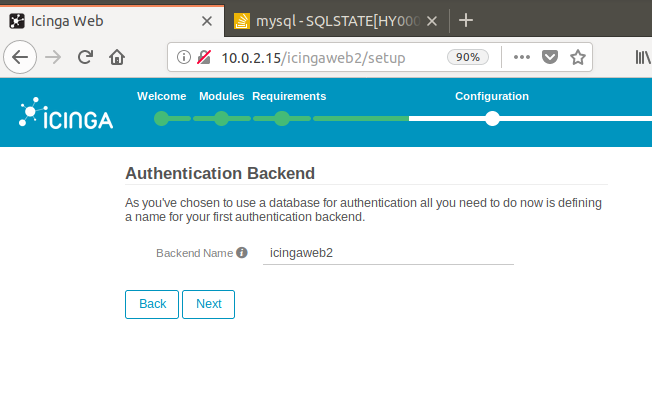 Icinga Web
mysql - SQLSTATE[HY000
10.0.2.15/icingaweb2/setup
90%
ICINGA
Welcome
Modules
Requirements
Configuration
Authentication Backend
As you've chosen to use a database for authentication all you need to do now is defining
a name for your first authentication backend.
Backend Name
icingaweb2
Back
Next